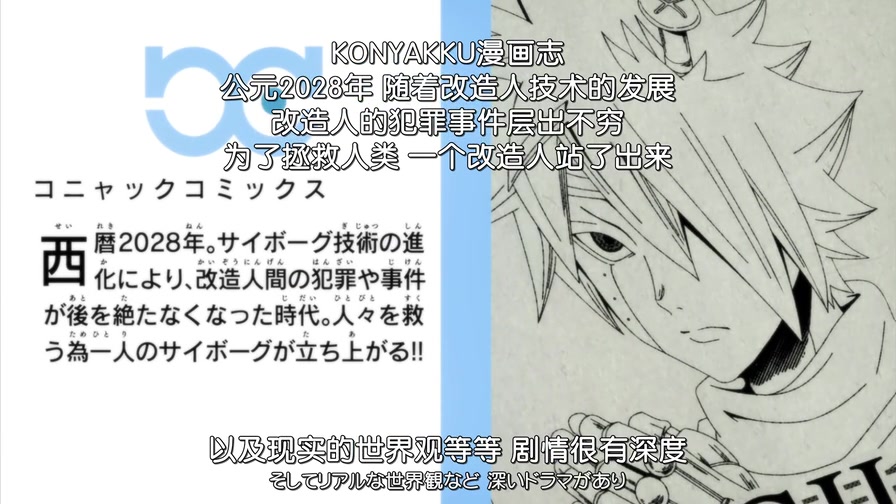 KONYAKKU漫画志
公元2028年 随着改造人技术的发展
改造人的犯罪事件层出不穷
为了拯救人类 一个改造人站了出来
コニャックコミックス
西暦2028年。サイボーグ技術の進
化により、改造人間の犯罪や事件
が後を絶たなくなった時代。人々を救
う為一人のサイボーグが立ち上がる!!
以及现实的世界观等等 剧情很有深度
そしてリアルな世界観など 深いドラマがあり